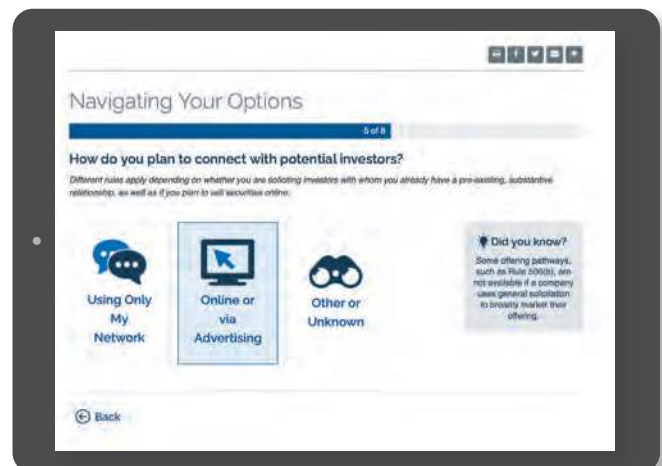 Navigating Your Options
5 of 8
How do you plan to connect with potential investors?
Different rules apply depending on whether you are soliciting investors with whom you already have a pre-existing, substantive
relationship, as well as if you plan to sell securities online.
Using Only
My
Network
Online or
via
Advertising
Other or
Unknown
Did you know?
Some offering pathways,
such as Rule 506(b), are
not available if a company
uses general solicitation
to broadly market their
offering.
Back